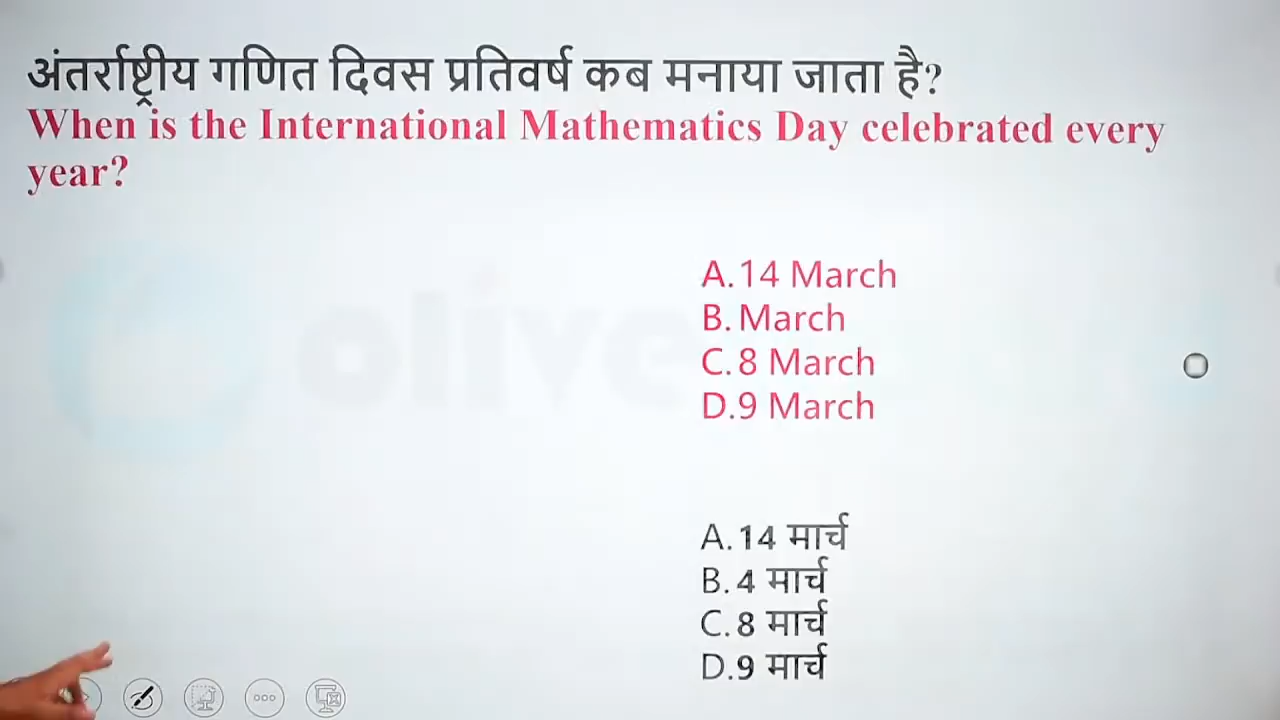 अंतर्राष्ट्रीय गणित दिवस प्रतिवर्ष कब मनाया जाता है?
When is the International Mathematics Day celebrated every
year?
olive
A. 14 March
B. March
C. 8 March
D. 9 March
A. 14 मार्च
B. 4 मार्च
C. 8 मार्च
D. 9 मार्च